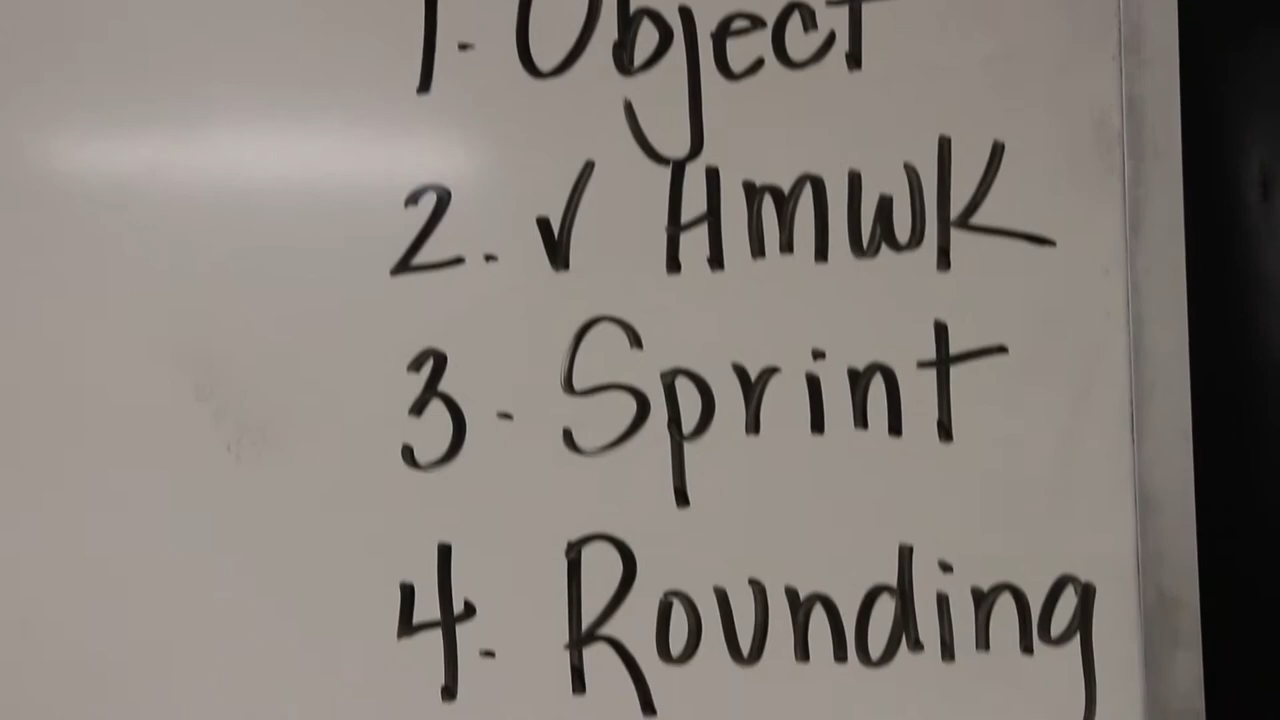 1. Object
2. ✓ Hmwk
3. Sprint
4. Rounding